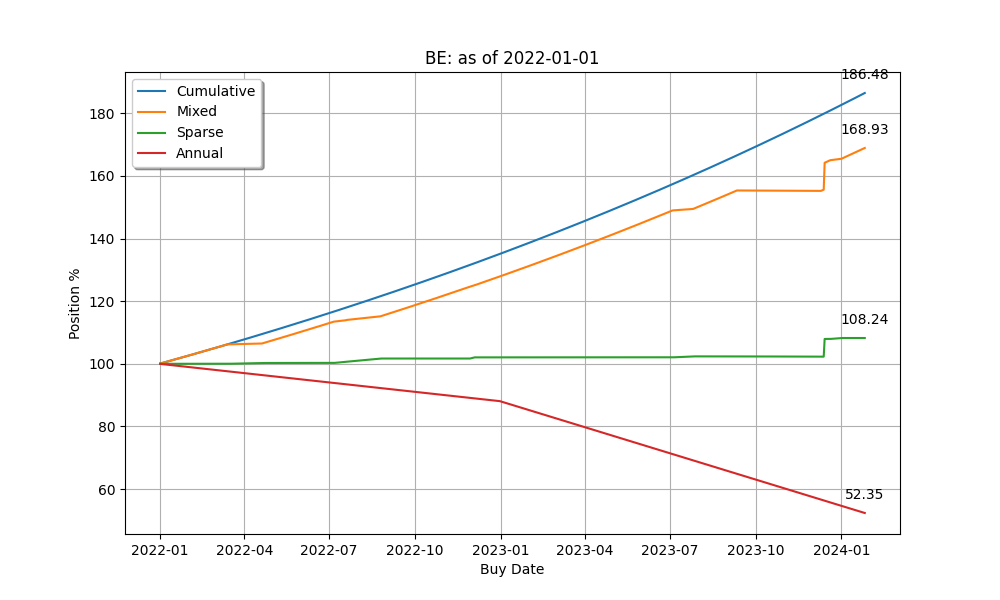 BE: as of 2022-01-01
Cumulative
Mixed
Sparse
Annual
186.48
168.93
108.24
52.35
180
160
140
120
100
80
60
Position %
2022-01 2022-04 2022-07 2022-10 2023-01 2023-04 2023-07 2023-10 2024-01
Buy Date